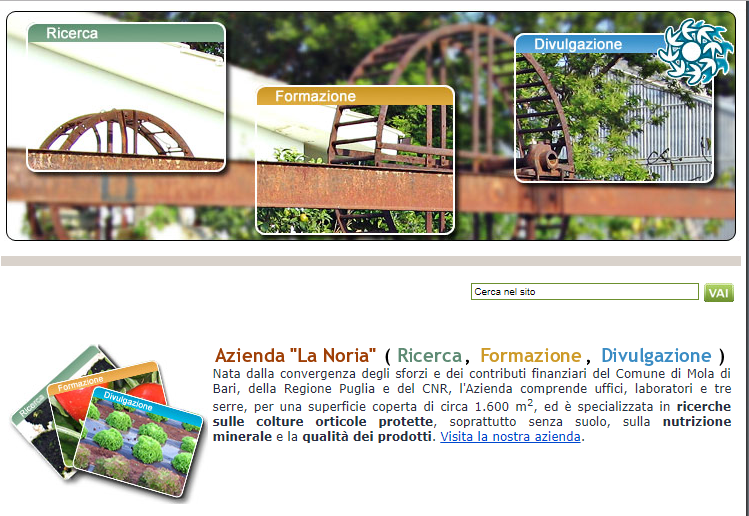 Ricerca
Divulgazione
Formazione
Cerca nel sito
VAI
Azienda "La Noria" ( Ricerca, Formazione, Divulgazione )
Nata dalla convergenza degli sforzi e dei contributi finanziari del Comune di Mola di
Bari, della Regione Puglia e del CNR, l'Azienda comprende uffici, laboratori e tre
serre, per una superficie coperta di circa 1.600 m², ed è specializzata in ricerche
sulle colture orticole protette, soprattutto senza suolo, sulla nutrizione
minerale e la qualità dei prodotti. Visita la nostra azienda.
Ricerca
Formazione
Divulgazione